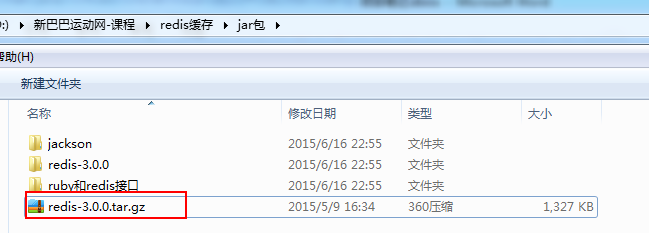 :) ▸ 新巴巴运动网-课程 ▸ redis缓存 ▸ jar包 ▸
帮助(H)
新建文件夹
名称 修改日期 类型 大小
jackson 2015/6/16 22:55 文件夹
redis-3.0.0 2015/6/16 22:55 文件夹
ruby和redis接口 2015/6/16 22:55 文件夹
redis-3.0.0.tar.gz 2015/5/9 16:34 360压缩 1,327 KB